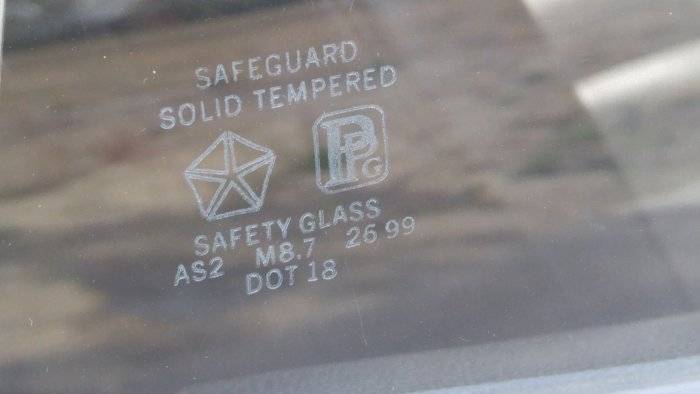 SAFEGUARD
SOLID TEMPERED
PPG
SAFETY GLASS
AS2 M8.7 26 99
DOT 18